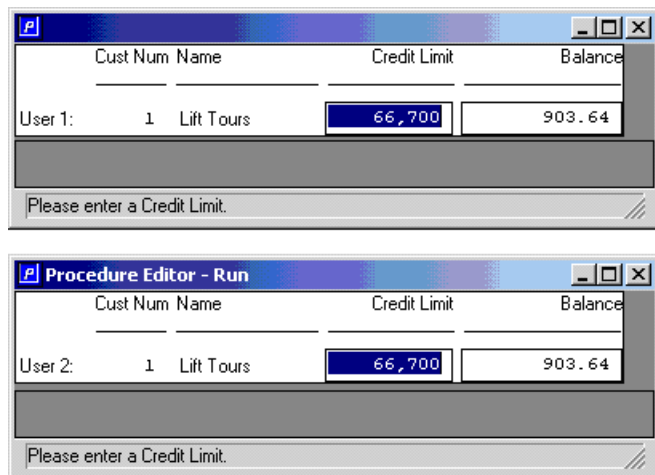 P
Cust Num Name Credit Limit Balance
User 1: 1 Lift Tours 66,700 903.64
Please enter a Credit Limit.
P Procedure Editor - Run
Cust Num Name Credit Limit Balance
User 2: 1 Lift Tours 66,700 903.64
Please enter a Credit Limit.